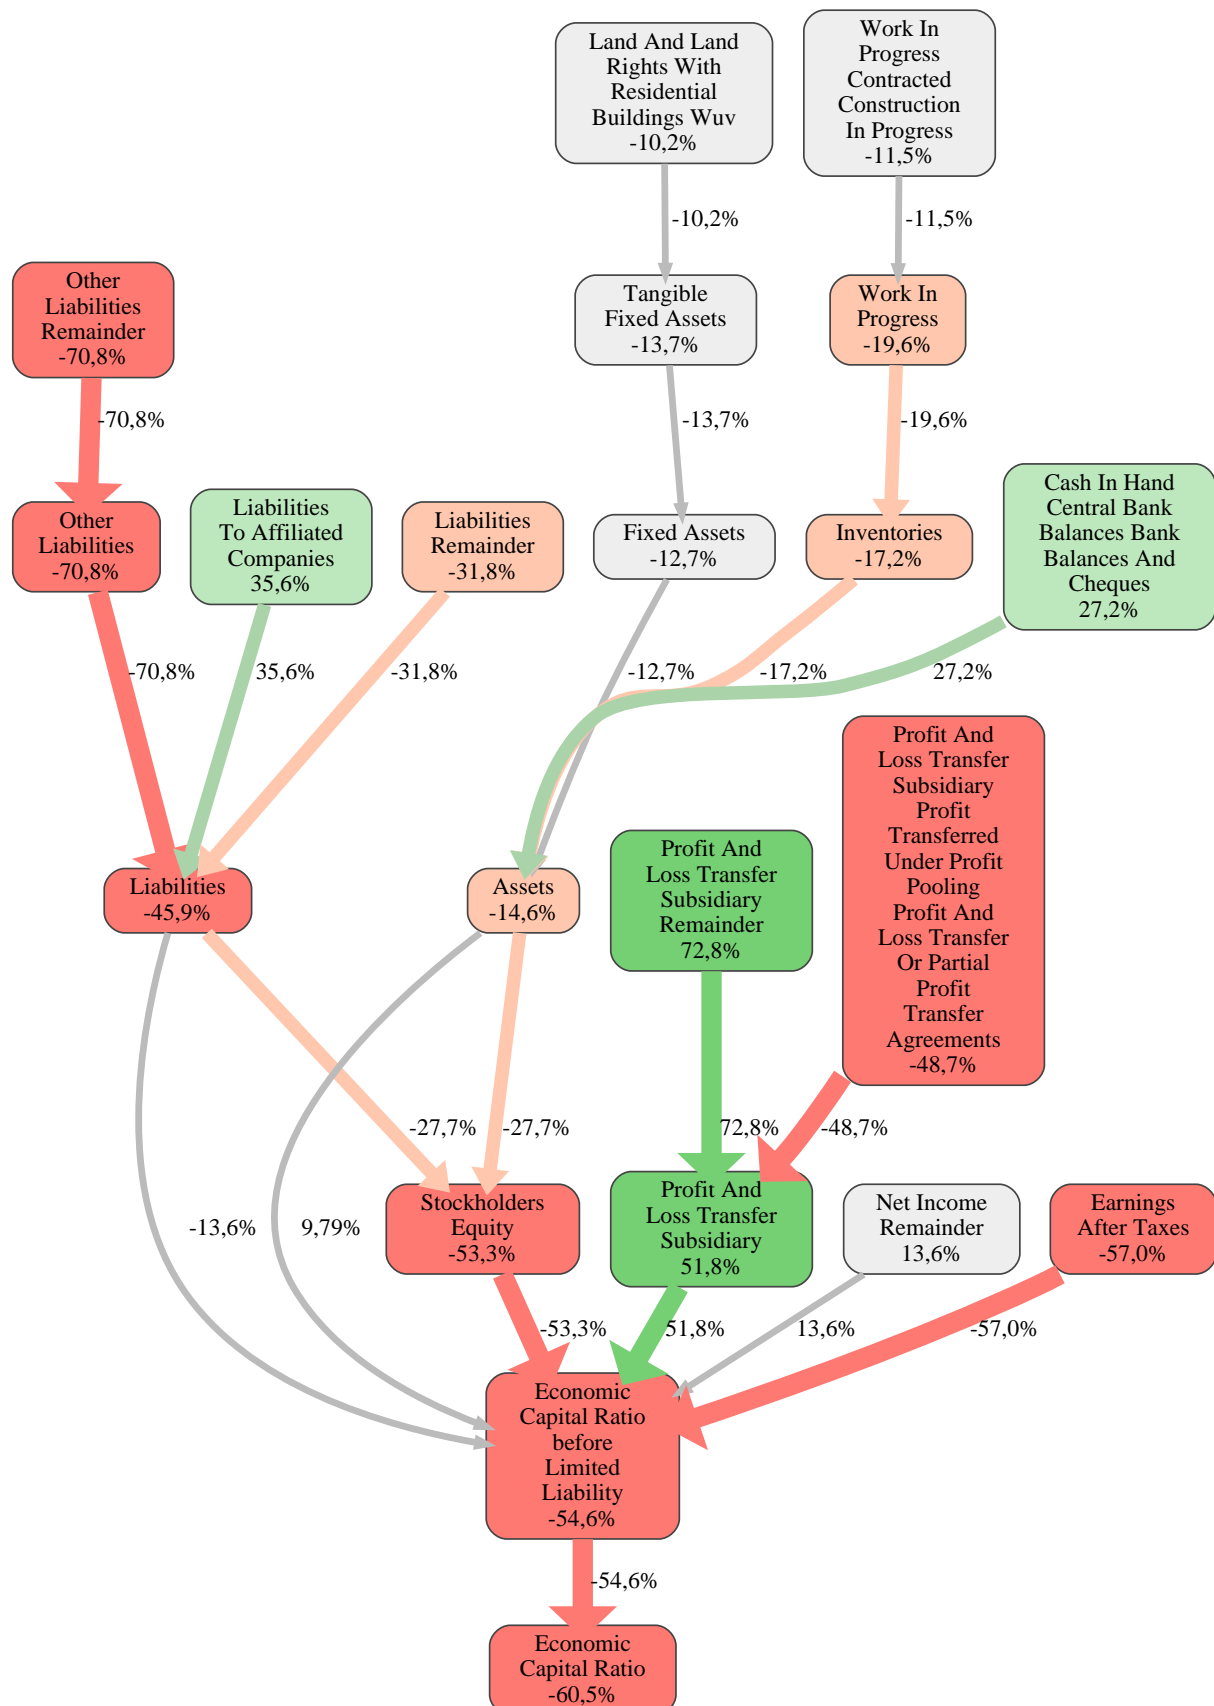 Land And Land
Rights With
Residential
Buildings Wuv
-10,2%
Work In
Progress
Contracted
Construction
In Progress
-11,5%
-10,2%
-11,5%
Other
Liabilities
Remainder
-70,8%
Tangible
Fixed Assets
-13,7%
Work In
Progress
-19,6%
-70,8%
-13,7%
-19,6%
Other
Liabilities
-70,8%
Liabilities
To Affiliated
Companies
35,6%
Liabilities
Remainder
-31,8%
Fixed Assets
-12,7%
Inventories
-17,2%
Cash In Hand
Central Bank
Balances Bank
Balances And
Cheques
27,2%
-70,8%
35,6%
-31,8%
-12,7%
-17,2%
27,2%
Profit And
Loss Transfer
Subsidiary
Profit
Transferred
Under Profit
Pooling
Profit And
Loss Transfer
Or Partial
Profit
Transfer
Agreements
-48,7%
Profit And
Loss Transfer
Subsidiary
Remainder
72,8%
Liabilities
-45,9%
Assets
-14,6%
-27,7%
-27,7%
72,8%
-48,7%
-13,6%
9,79%
Stockholders
Equity
-53,3%
Profit And
Loss Transfer
Subsidiary
51,8%
Net Income
Remainder
13,6%
Earnings
After Taxes
-57,0%
-53,3%
51,8%
13,6%
-57,0%
Economic
Capital Ratio
before
Limited
Liability
-54,6%
-54,6%
Economic
Capital Ratio
-60,5%